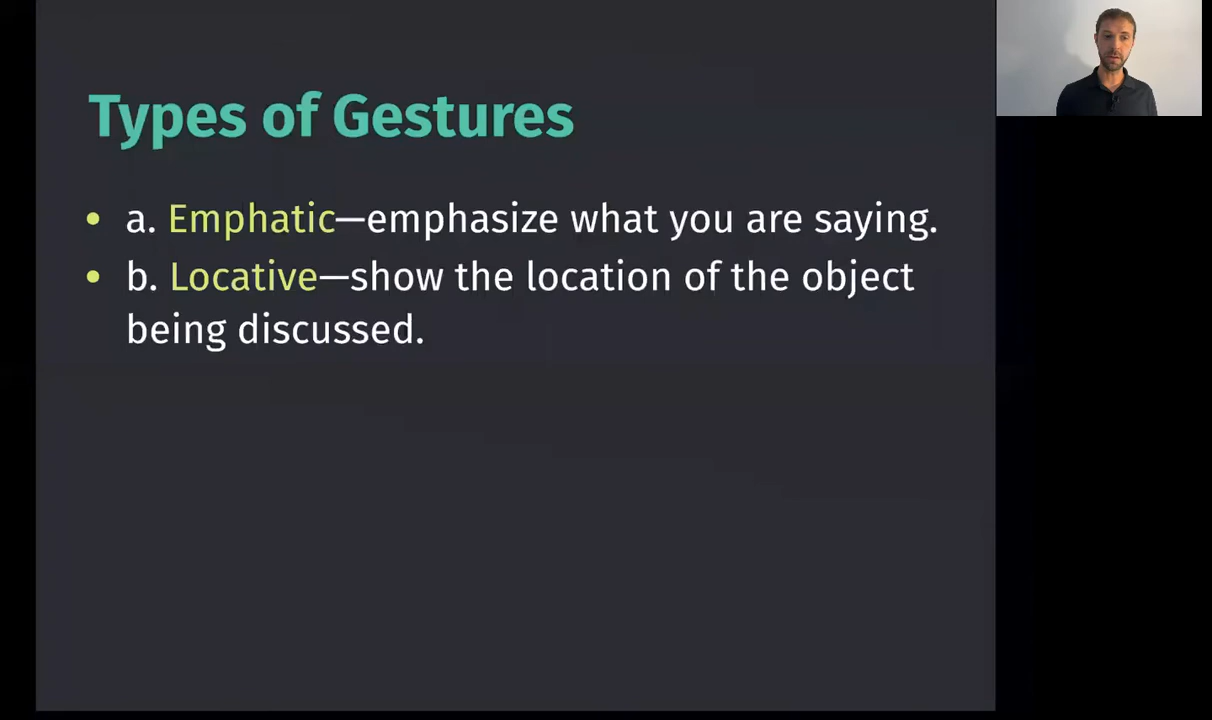 Types of Gestures
• a. Emphatic—emphasize what you are saying.
• b. Locative—show the location of the object
being discussed.